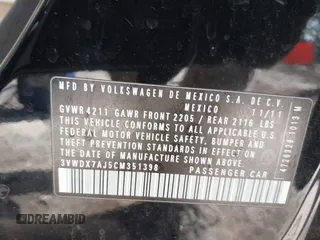 MFD BY VOLKSWAGEN DE MEXICO S.A. DE C.V.
MEXICO 11/11
GVWR 4211 GAWR FRONT 2205 / REAR 2116 LBS
THIS VEHICLE CONFORMS TO ALL APPLICABLE
FEDERAL MOTOR VEHICLE SAFETY, BUMPER, AND
THEFT PREVENTION STANDARDS IN EFFECT ON
THE DATE OF MANUFACTURE SHOWN ABOVE
3VWDX7AJ5CM351398
PASSENGER CAR
DREAMBID